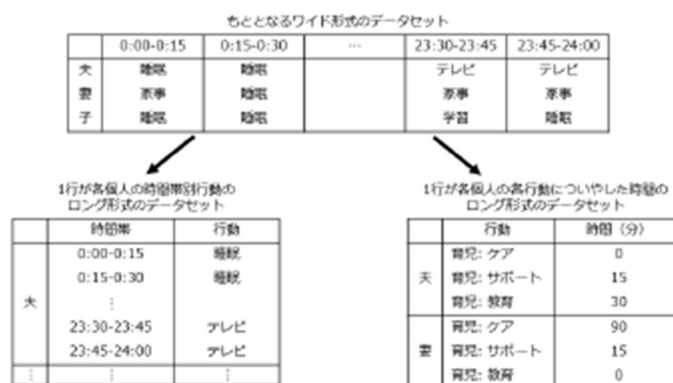 もととなるワイド形式のデータセット
0:00-0:15 0:15-0:30 … 23:30-23:45 23:45-24:00
夫 睡眠 睡眠 テレビ テレビ
妻 家事 睡眠 家事 家事
子 睡眠 睡眠 学習 睡眠
1行が各個人の時間帯別行動の
ロング形式のデータセット
時間帯 行動
0:00-0:15 睡眠
0:15-0:30 睡眠
夫 ⋮
23:30-23:45 テレビ
23:45-24:00 テレビ
⋮ ⋮ ⋮
1行が各個人の各行動についやした時間の
ロング形式のデータセット
行動 時間（分）
育児: ケア 0
夫 育児: サポート 15
育児: 教育 30
育児: ケア 90
妻 育児: サポート 15
育児: 教育 0